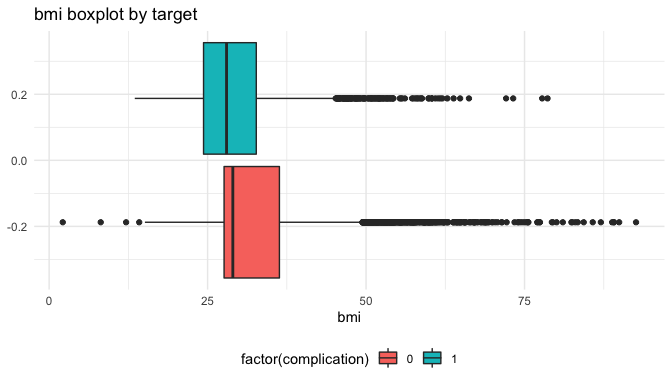 bmi boxplot by target
0.2
0.0
-0.2
0 25 50 75
bmi
factor(complication) 0 1